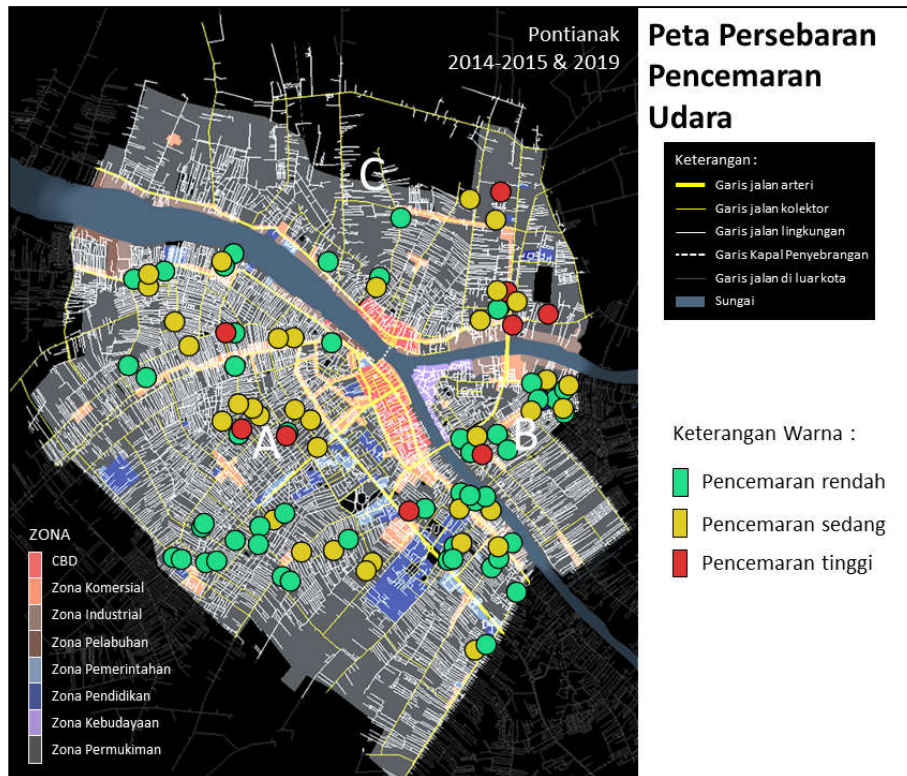 Pontianak
2014-2015 & 2019
Peta Persebaran
Pencemaran
Udara
Keterangan :
Garis jalan arteri
Garis jalan kolektor
Garis jalan lingkungan
Garis Kapal Penyebrangan
Garis jalan di luar kota
Sungai
C
B
A
Keterangan Warna :
Pencemaran rendah
Pencemaran sedang
Pencemaran tinggi
ZONA
CBD
Zona Komersial
Zona Industrial
Zona Pelabuhan
Zona Pemerintahan
Zona Pendidikan
Zona Kebudayaan
Zona Permukiman